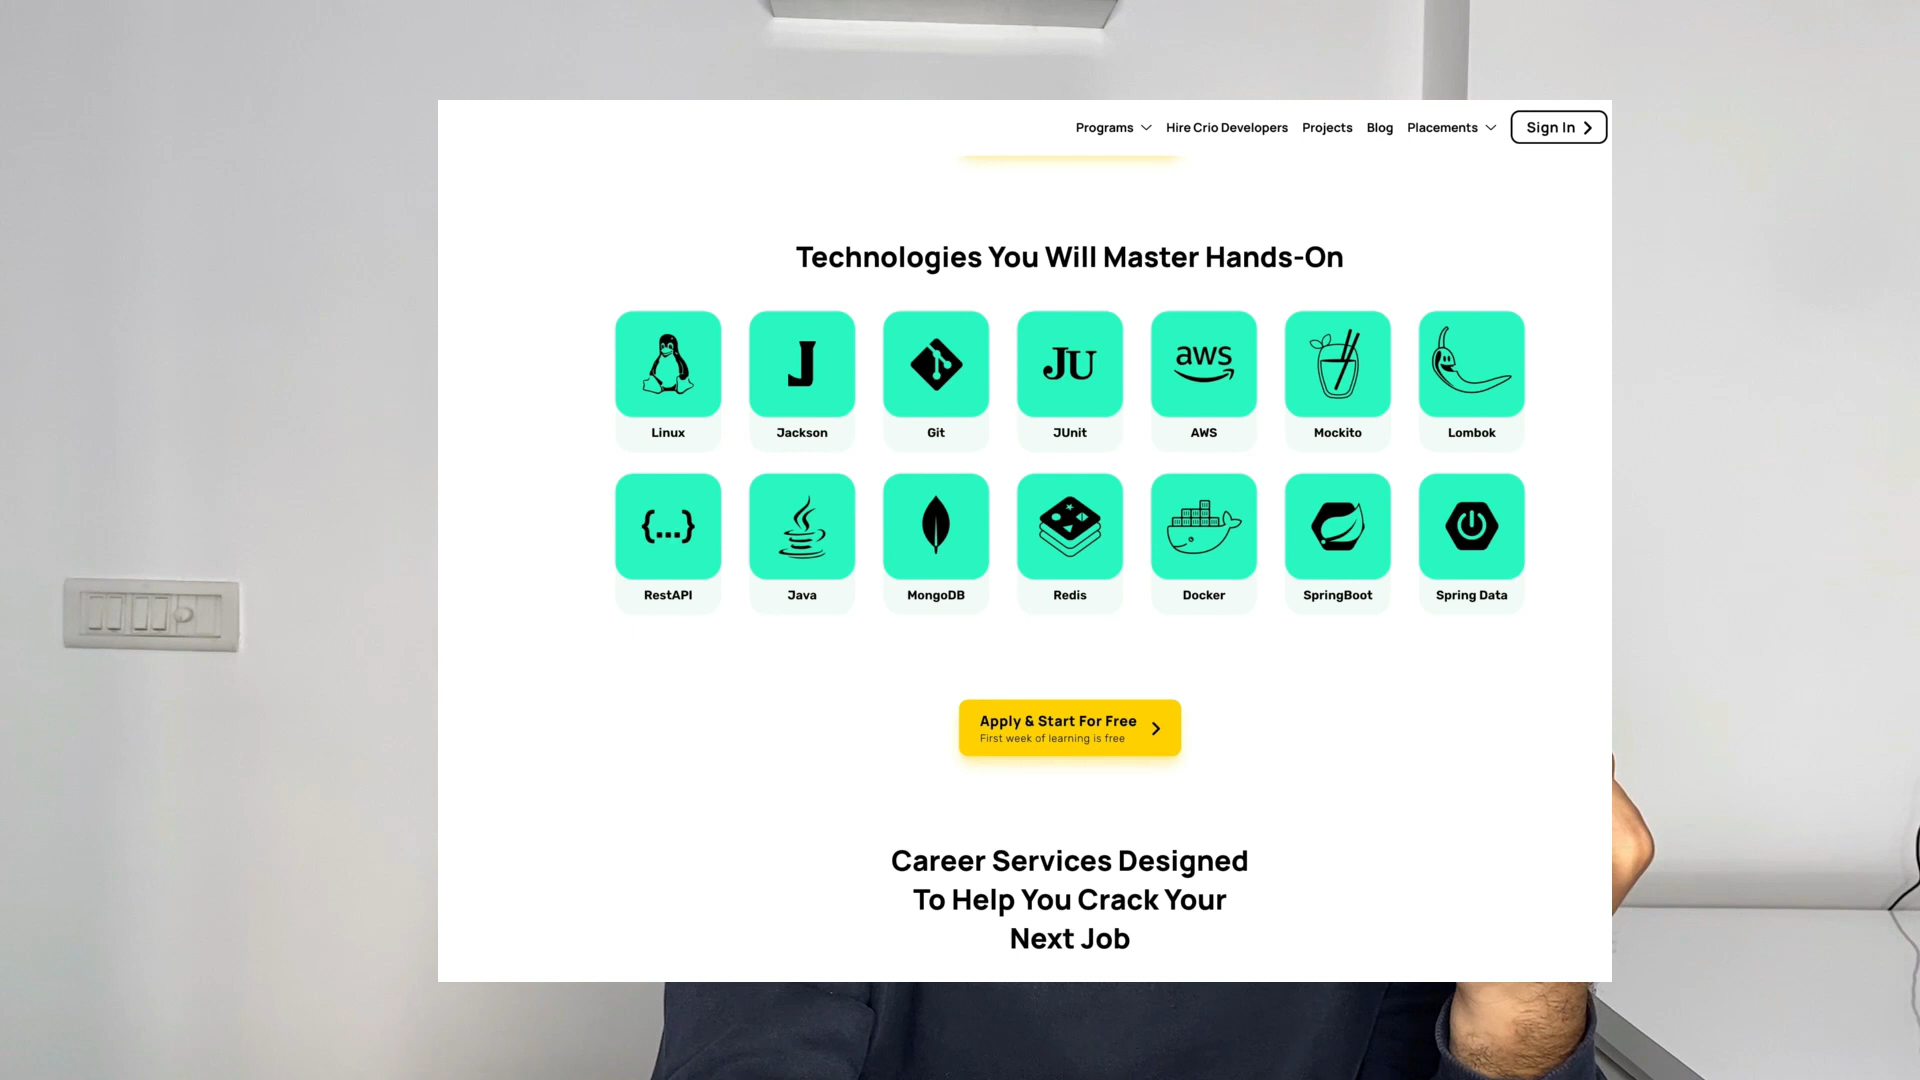 Programs Hire Crio Developers Projects Blog Placements Sign In
Technologies You Will Master Hands-On
J JU aws
Linux Jackson Git JUnit AWS Mockito Lombok
{...}
RestAPI Java MongoDB Redis Docker SpringBoot Spring Data
Apply & Start For Free
First week of learning is free
Career Services Designed
To Help You Crack Your
Next Job